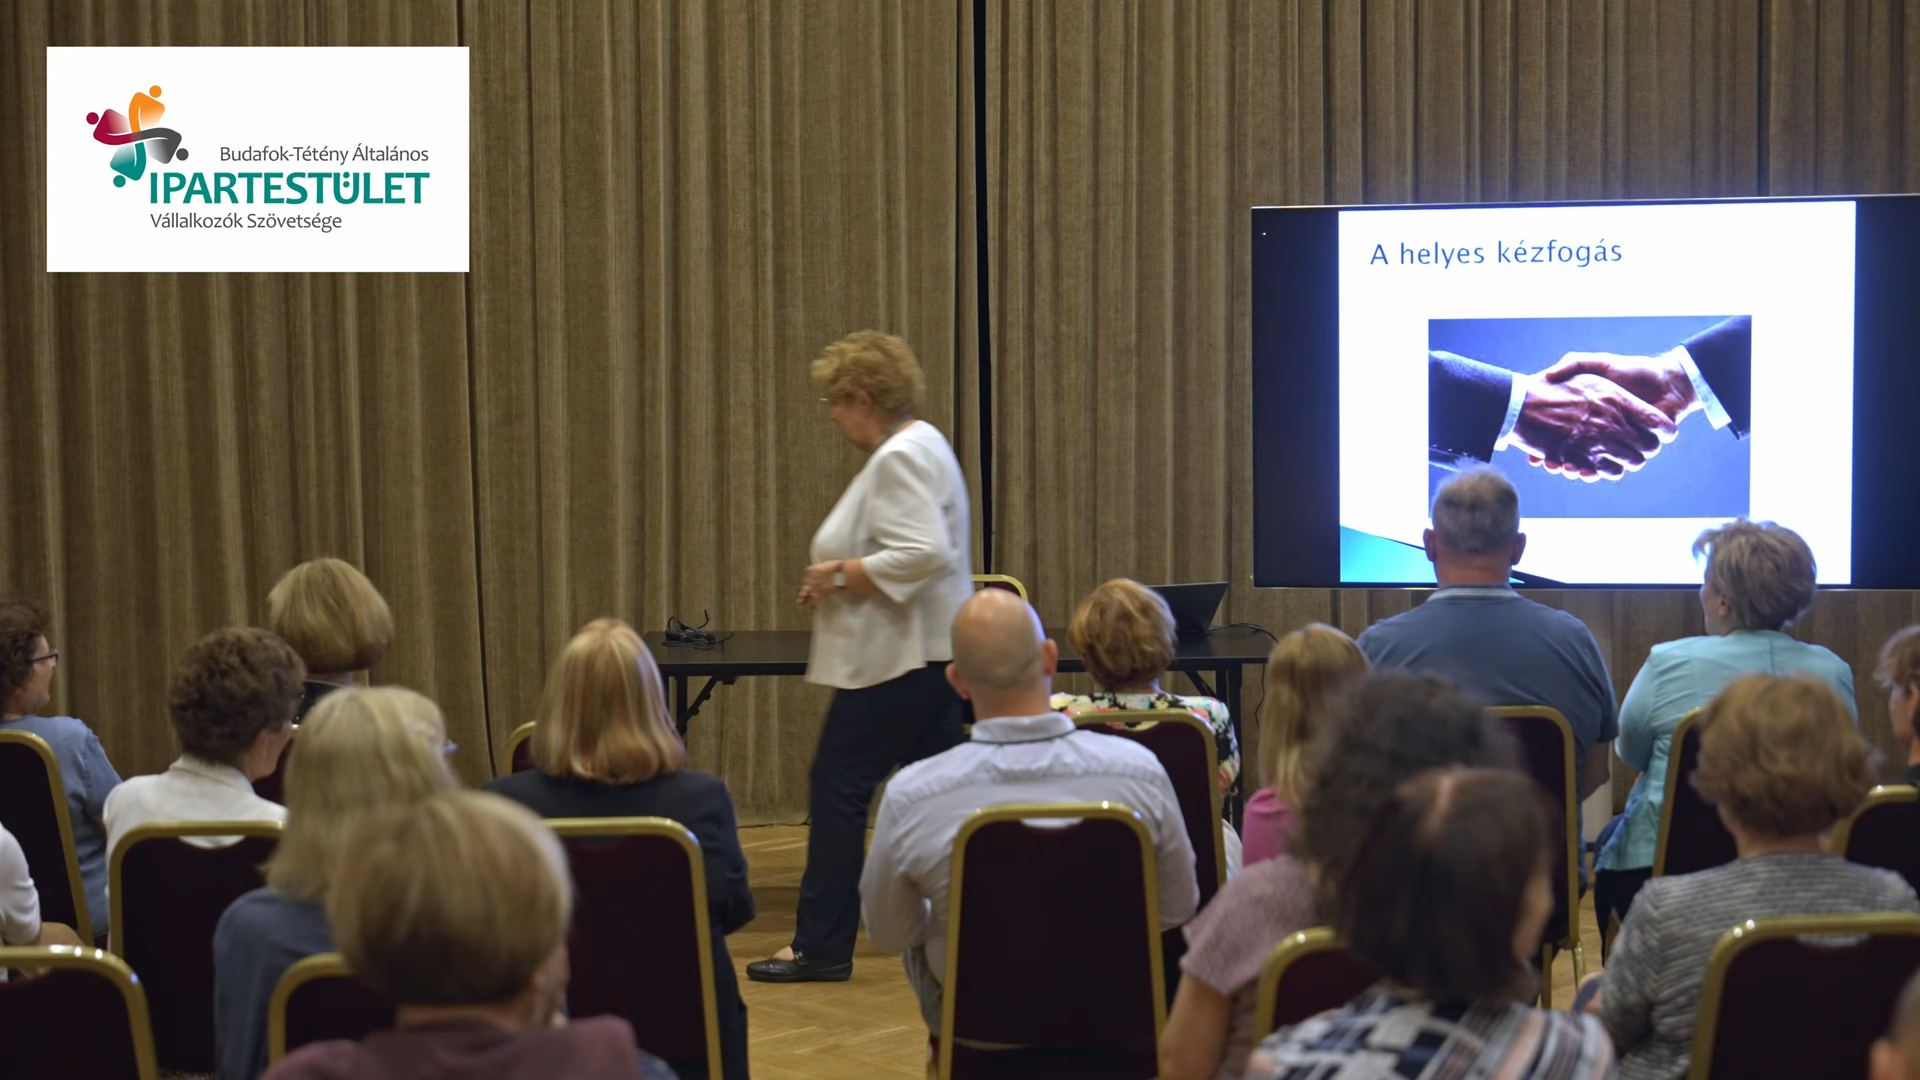 Budafok-Tétény Általános
IPARTESTÜLET
Vállalkozók Szövetsége
A helyes kézfogás